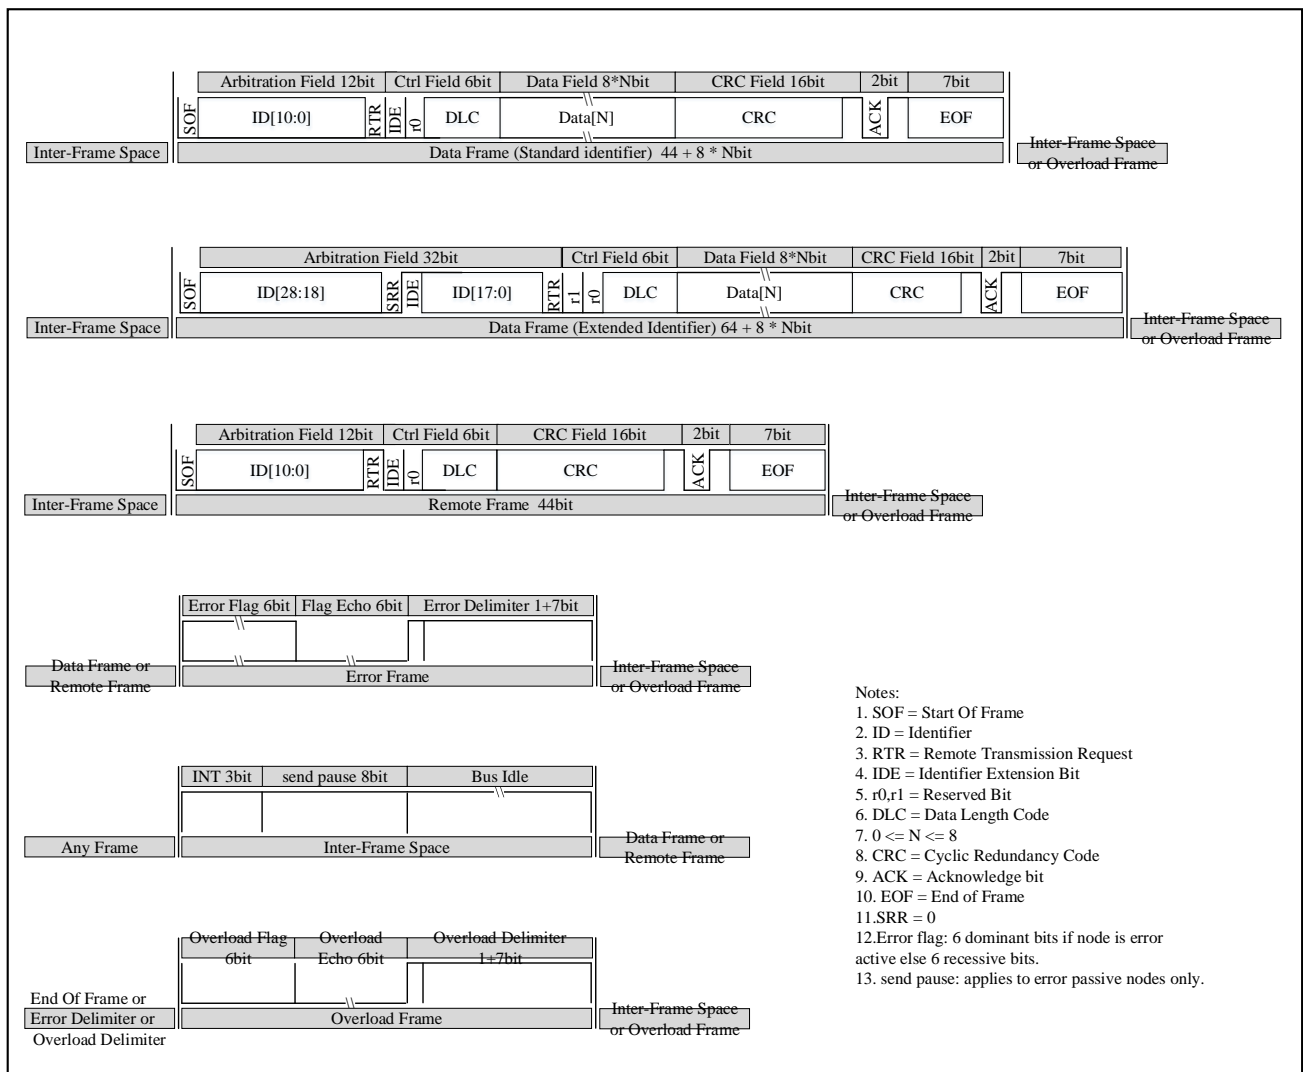 Arbitration Field 12bit Ctrl Field 6bit Data Field 8*Nbit CRC Field 16bit 2bit 7bit
SOF ID[10:0] RTR IDE r0 DLC Data[N] CRC ACK EOF
Inter-Frame Space Data Frame (Standard identifier) 44 + 8 * Nbit Inter-Frame Space
or Overload Frame
Arbitration Field 32bit Ctrl Field 6bit Data Field 8*Nbit CRC Field 16bit 2bit 7bit
SOF ID[28:18] SRR IDE ID[17:0] RTR r1 r0 DLC Data[N] CRC ACK EOF
Inter-Frame Space Data Frame (Extended Identifier) 64 + 8 * Nbit Inter-Frame Space
or Overload Frame
Arbitration Field 12bit Ctrl Field 6bit CRC Field 16bit 2bit 7bit
SOF ID[10:0] RTR IDE r0 DLC CRC ACK EOF
Inter-Frame Space Remote Frame 44bit Inter-Frame Space
or Overload Frame
Error Flag 6bit Flag Echo 6bit Error Delimiter 1+7bit
Data Frame or
Remote Frame
Error Frame
Inter-Frame Space
or Overload Frame
INT 3bit send pause 8bit Bus Idle
Any Frame Inter-Frame Space Data Frame or
Remote Frame
Overload Flag
6bit
Overload
Echo 6bit
Overload Delimiter
1+7bit
End Of Frame or
Error Delimiter or
Overload Delimiter
Overload Frame
Inter-Frame Space
or Overload Frame
Notes:
1. SOF = Start Of Frame
2. ID = Identifier
3. RTR = Remote Transmission Request
4. IDE = Identifier Extension Bit
5. r0,r1 = Reserved Bit
6. DLC = Data Length Code
7. 0 <= N <= 8
8. CRC = Cyclic Redundancy Code
9. ACK = Acknowledge bit
10. EOF = End of Frame
11.SRR = 0
12.Error flag: 6 dominant bits if node is error
active else 6 recessive bits.
13. send pause: applies to error passive nodes only.